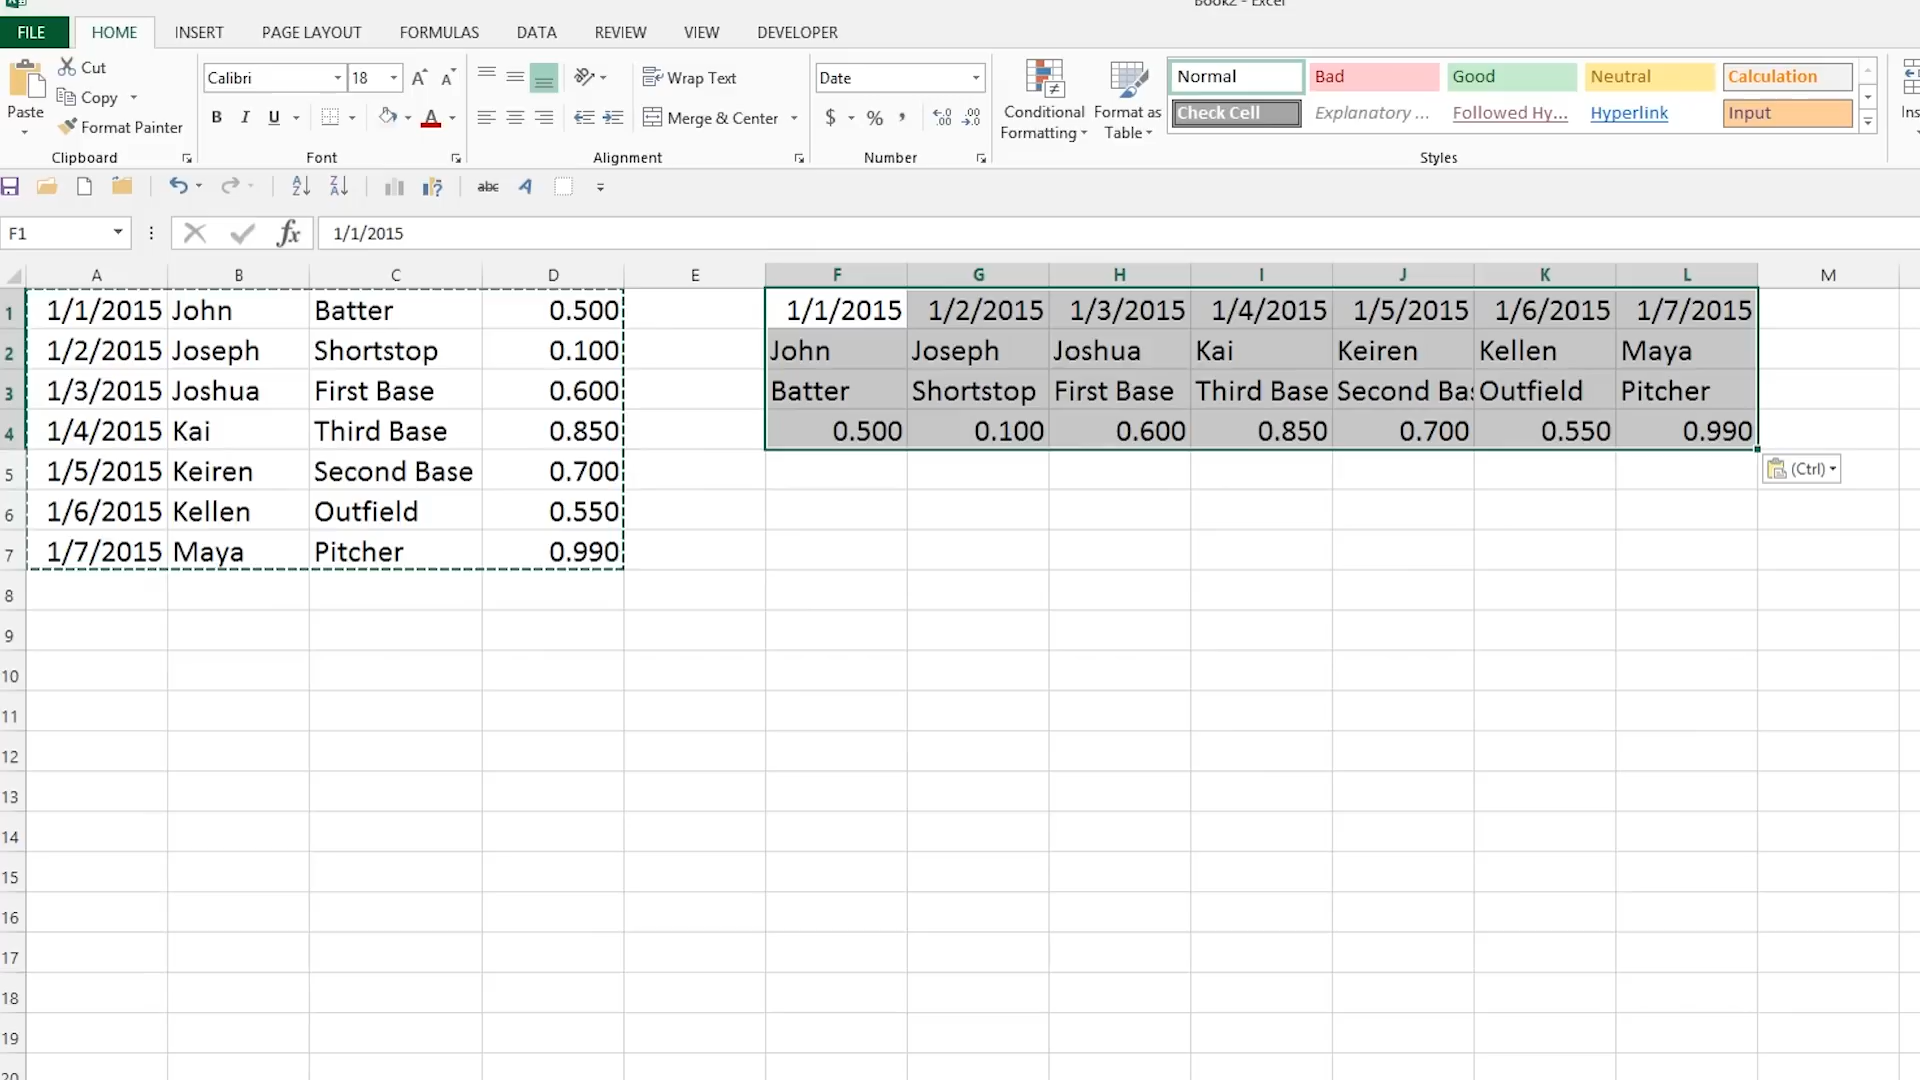 Book2 - Excel
FILE HOME INSERT PAGE LAYOUT FORMULAS DATA REVIEW VIEW DEVELOPER
Paste
Cut
Copy
Format Painter
Clipboard
Calibri 18
B I U
Font
Wrap Text
Merge & Center
Alignment
Date
$ % ,
Number
Conditional Formatting
Format as Table
Normal Bad Good Neutral Calculation
Check Cell Explanatory ... Followed Hy... Hyperlink Input
Styles
abc A
F1 fx 1/1/2015
A B C D E F G H I J K L M
1 1/1/2015 John Batter 0.500 1/1/2015 1/2/2015 1/3/2015 1/4/2015 1/5/2015 1/6/2015 1/7/2015
2 1/2/2015 Joseph Shortstop 0.100 John Joseph Joshua Kai Keiren Kellen Maya
3 1/3/2015 Joshua First Base 0.600 Batter Shortstop First Base Third Base Second Bas Outfield Pitcher
4 1/4/2015 Kai Third Base 0.850 0.500 0.100 0.600 0.850 0.700 0.550 0.990
5 1/5/2015 Keiren Second Base 0.700 (Ctrl)
6 1/6/2015 Kellen Outfield 0.550
7 1/7/2015 Maya Pitcher 0.990
8
9
10
11
12
13
14
15
16
17
18
19
20